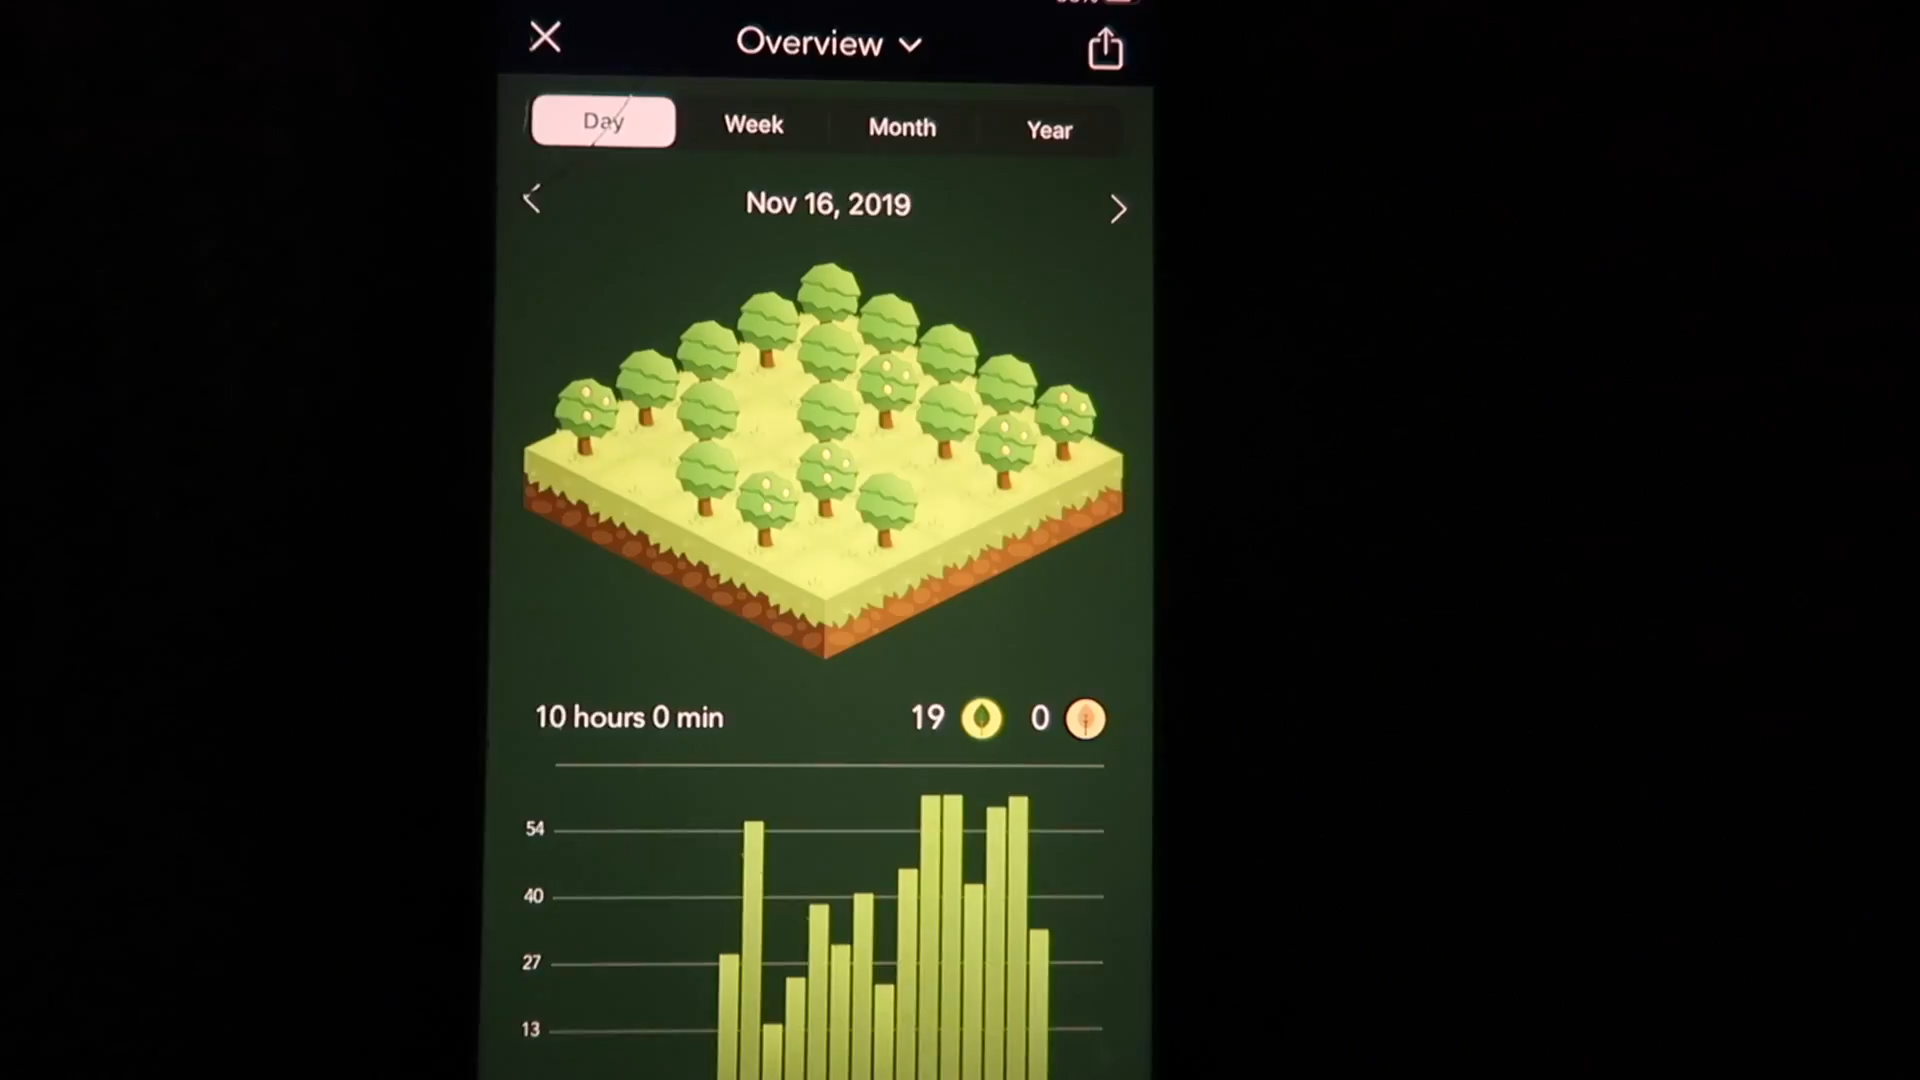 Overview
Day Week Month Year
Nov 16, 2019
10 hours 0 min 19 0
54
40
27
13